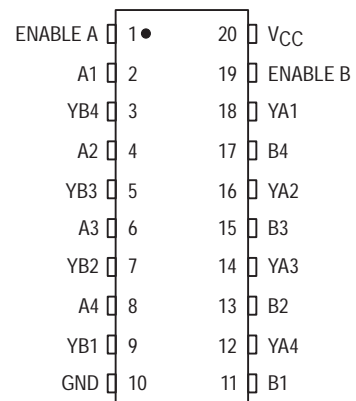 ENABLE A 1 20 VCC
A1 2 19 ENABLE B
YB4 3 18 YA1
A2 4 17 B4
YB3 5 16 YA2
A3 6 15 B3
YB2 7 14 YA3
A4 8 13 B2
YB1 9 12 YA4
GND 10 11 B1